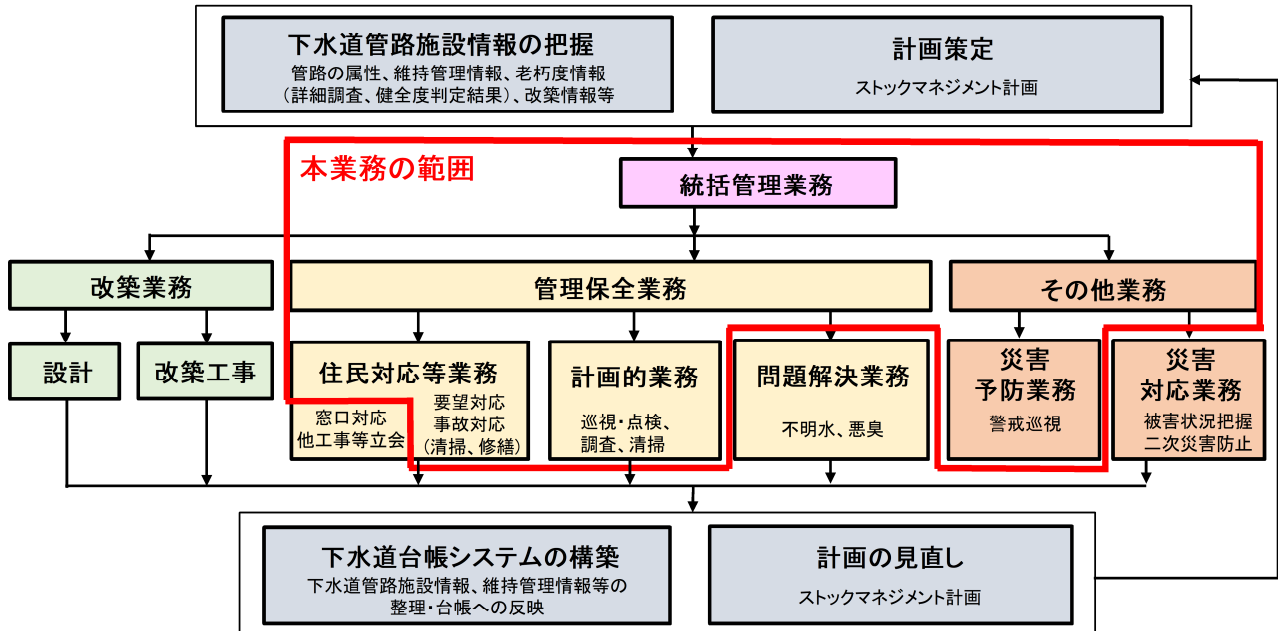 下水道管路施設情報の把握
管路の属性、維持管理情報、老朽度情報
（詳細調査、健全度判定結果）、改築情報等
計画策定
ストックマネジメント計画
本業務の範囲
統括管理業務
改築業務
管理保全業務
その他業務
設計
改築工事
住民対応等業務
窓口対応
他工事等立会
要望対応
事故対応
(清掃、修繕)
計画的業務
巡視・点検、
調査、清掃
問題解決業務
不明水、悪臭
災害
予防業務
警戒巡視
災害
対応業務
被害状況把握
二次災害防止
下水道台帳システムの構築
下水道管路施設情報、維持管理情報等の
整理・台帳への反映
計画の見直し
ストックマネジメント計画